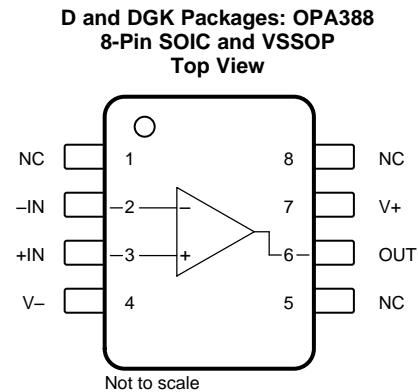 D and DGK Packages: OPA388
8-Pin SOIC and VSSOP
Top View
NC 1 8 NC
–IN 2 – 7 V+
+IN 3 + 6 OUT
V– 4 5 NC
Not to scale